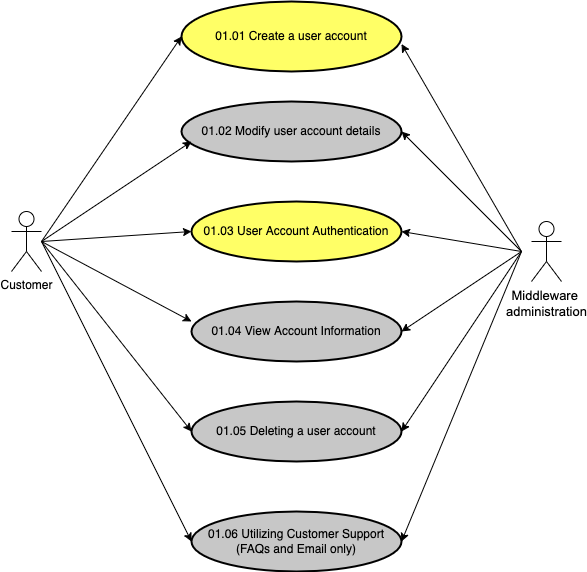 01.01 Create a user account
01.02 Modify user account details
01.03 User Account Authentication
Customer
Middleware
administration
01.04 View Account Information
01.05 Deleting a user account
01.06 Utilizing Customer Support
(FAQs and Email only)